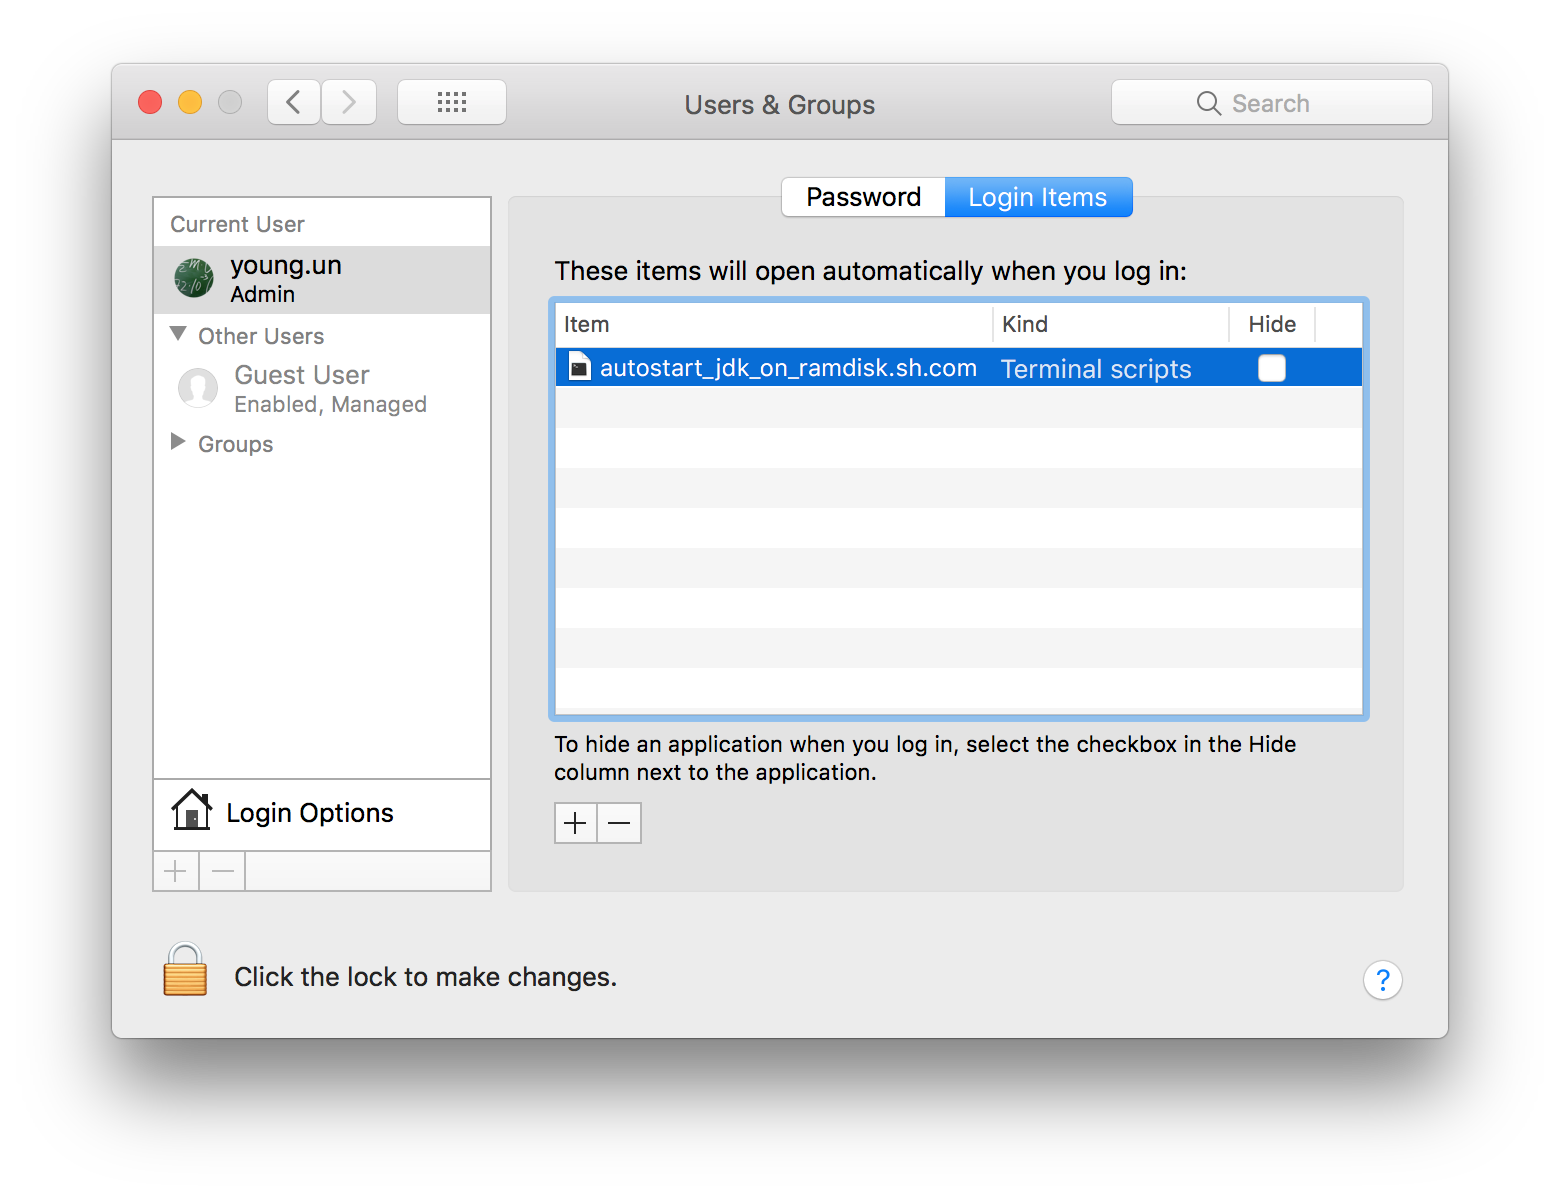 Users & Groups
Search
Password
Login Items
Current User
young.un
Admin
Other Users
Guest User
Enabled, Managed
Groups
Login Options
These items will open automatically when you log in:
Item Kind Hide
autostart_jdk_on_ramdisk.sh.com Terminal scripts
To hide an application when you log in, select the checkbox in the Hide
column next to the application.
Click the lock to make changes.
?